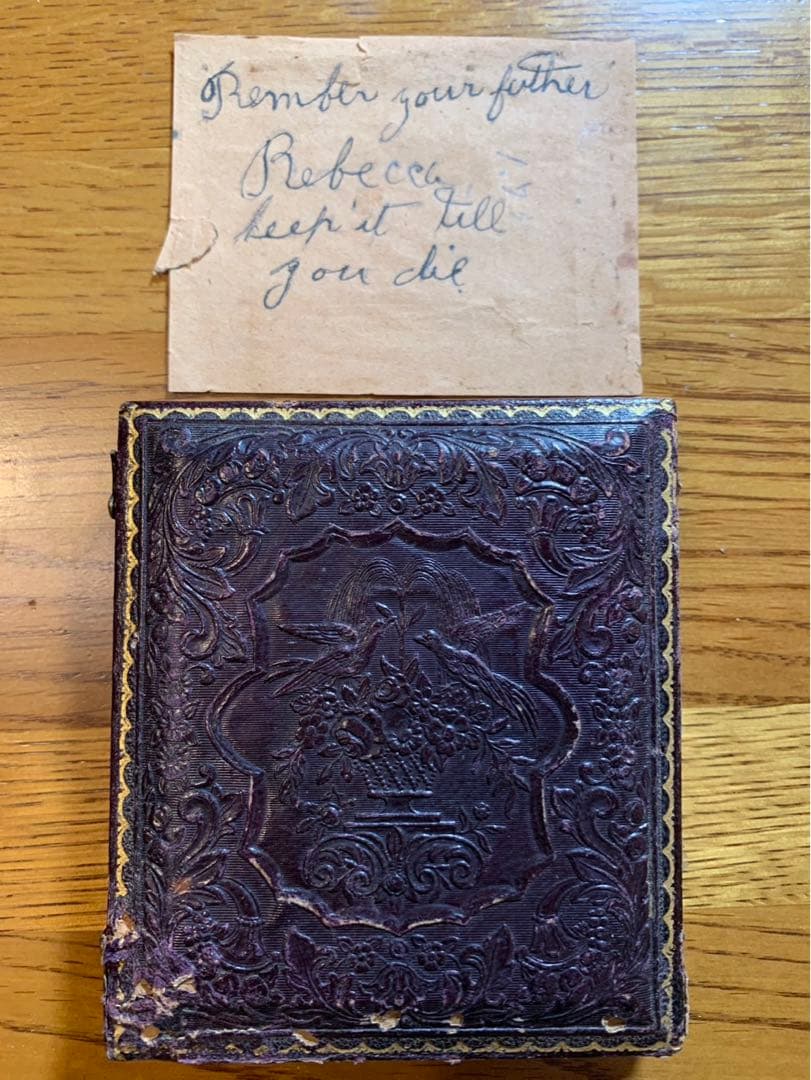 Rember your father
Rebecca
keep it till
you die